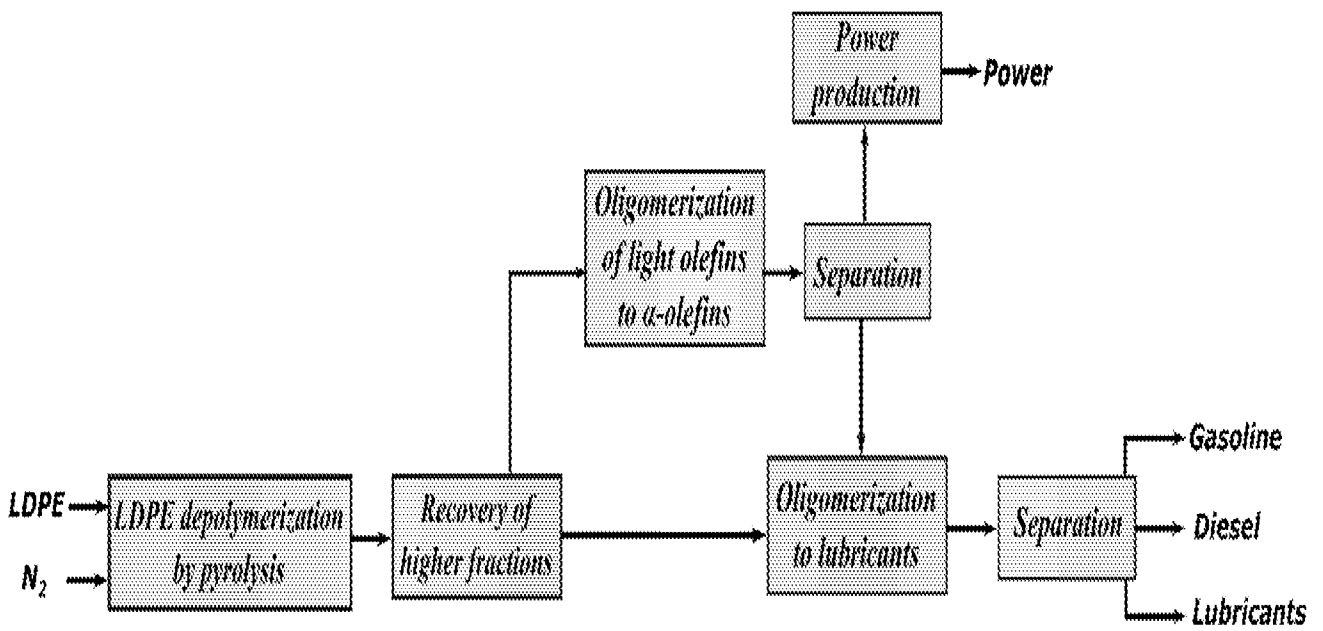 Power
production
Power
Oligomerization
of light olefins
to α-olefins
Separation
Gasoline
LDPE
LDPE depolymerization
by pyrolysis
N₂
Recovery of
higher fractions
Oligomerization
to lubricants
Separation
Diesel
Lubricants